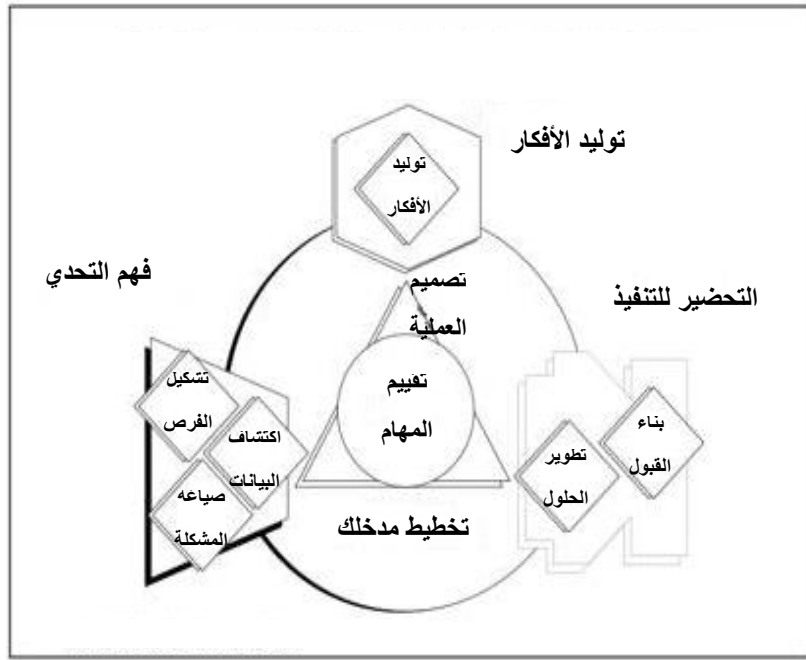 توليد الأفكار
توليد
الأفكار
فهم التحدي
التحضير للتنفيذ
تصميم
العملية
تقييم
المهام
تشكيل
الفرص
اكتشاف
البيانات
صياغه
المشكلة
بناء
القبول
تطوير
الحلول
تخطيط مدخلك